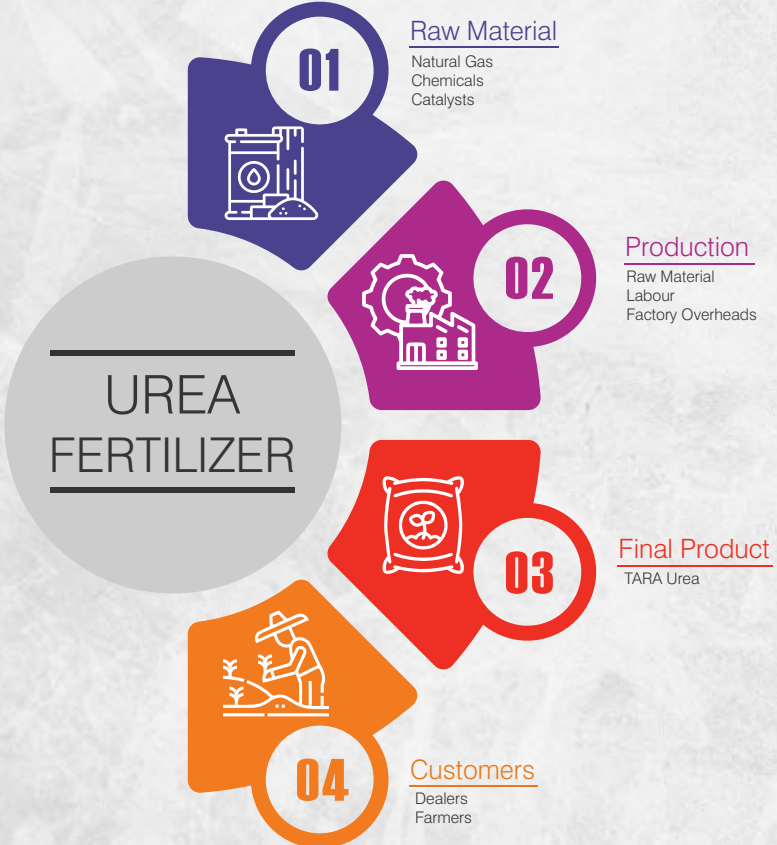 01
Raw Material
Natural Gas
Chemicals
Catalysts
02
Production
Raw Material
Labour
Factory Overheads
UREA
FERTILIZER
03
Final Product
TARA Urea
04
Customers
Dealers
Farmers